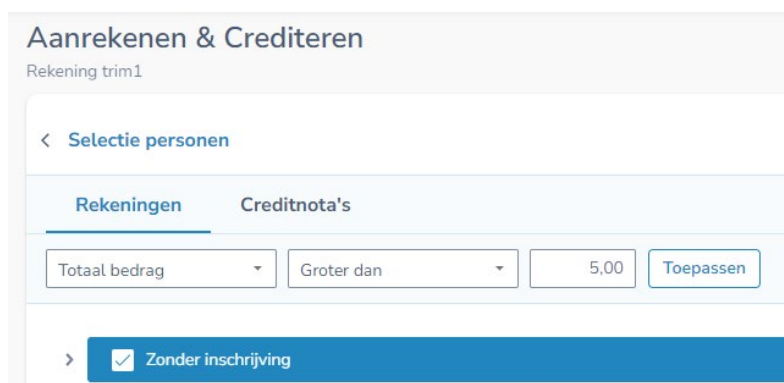 Aanrekenen & Crediteren
Rekening trim1
Selectie personen
Rekeningen Creditnota's
Totaal bedrag Groter dan 5,00 Toepassen
Zonder inschrijving